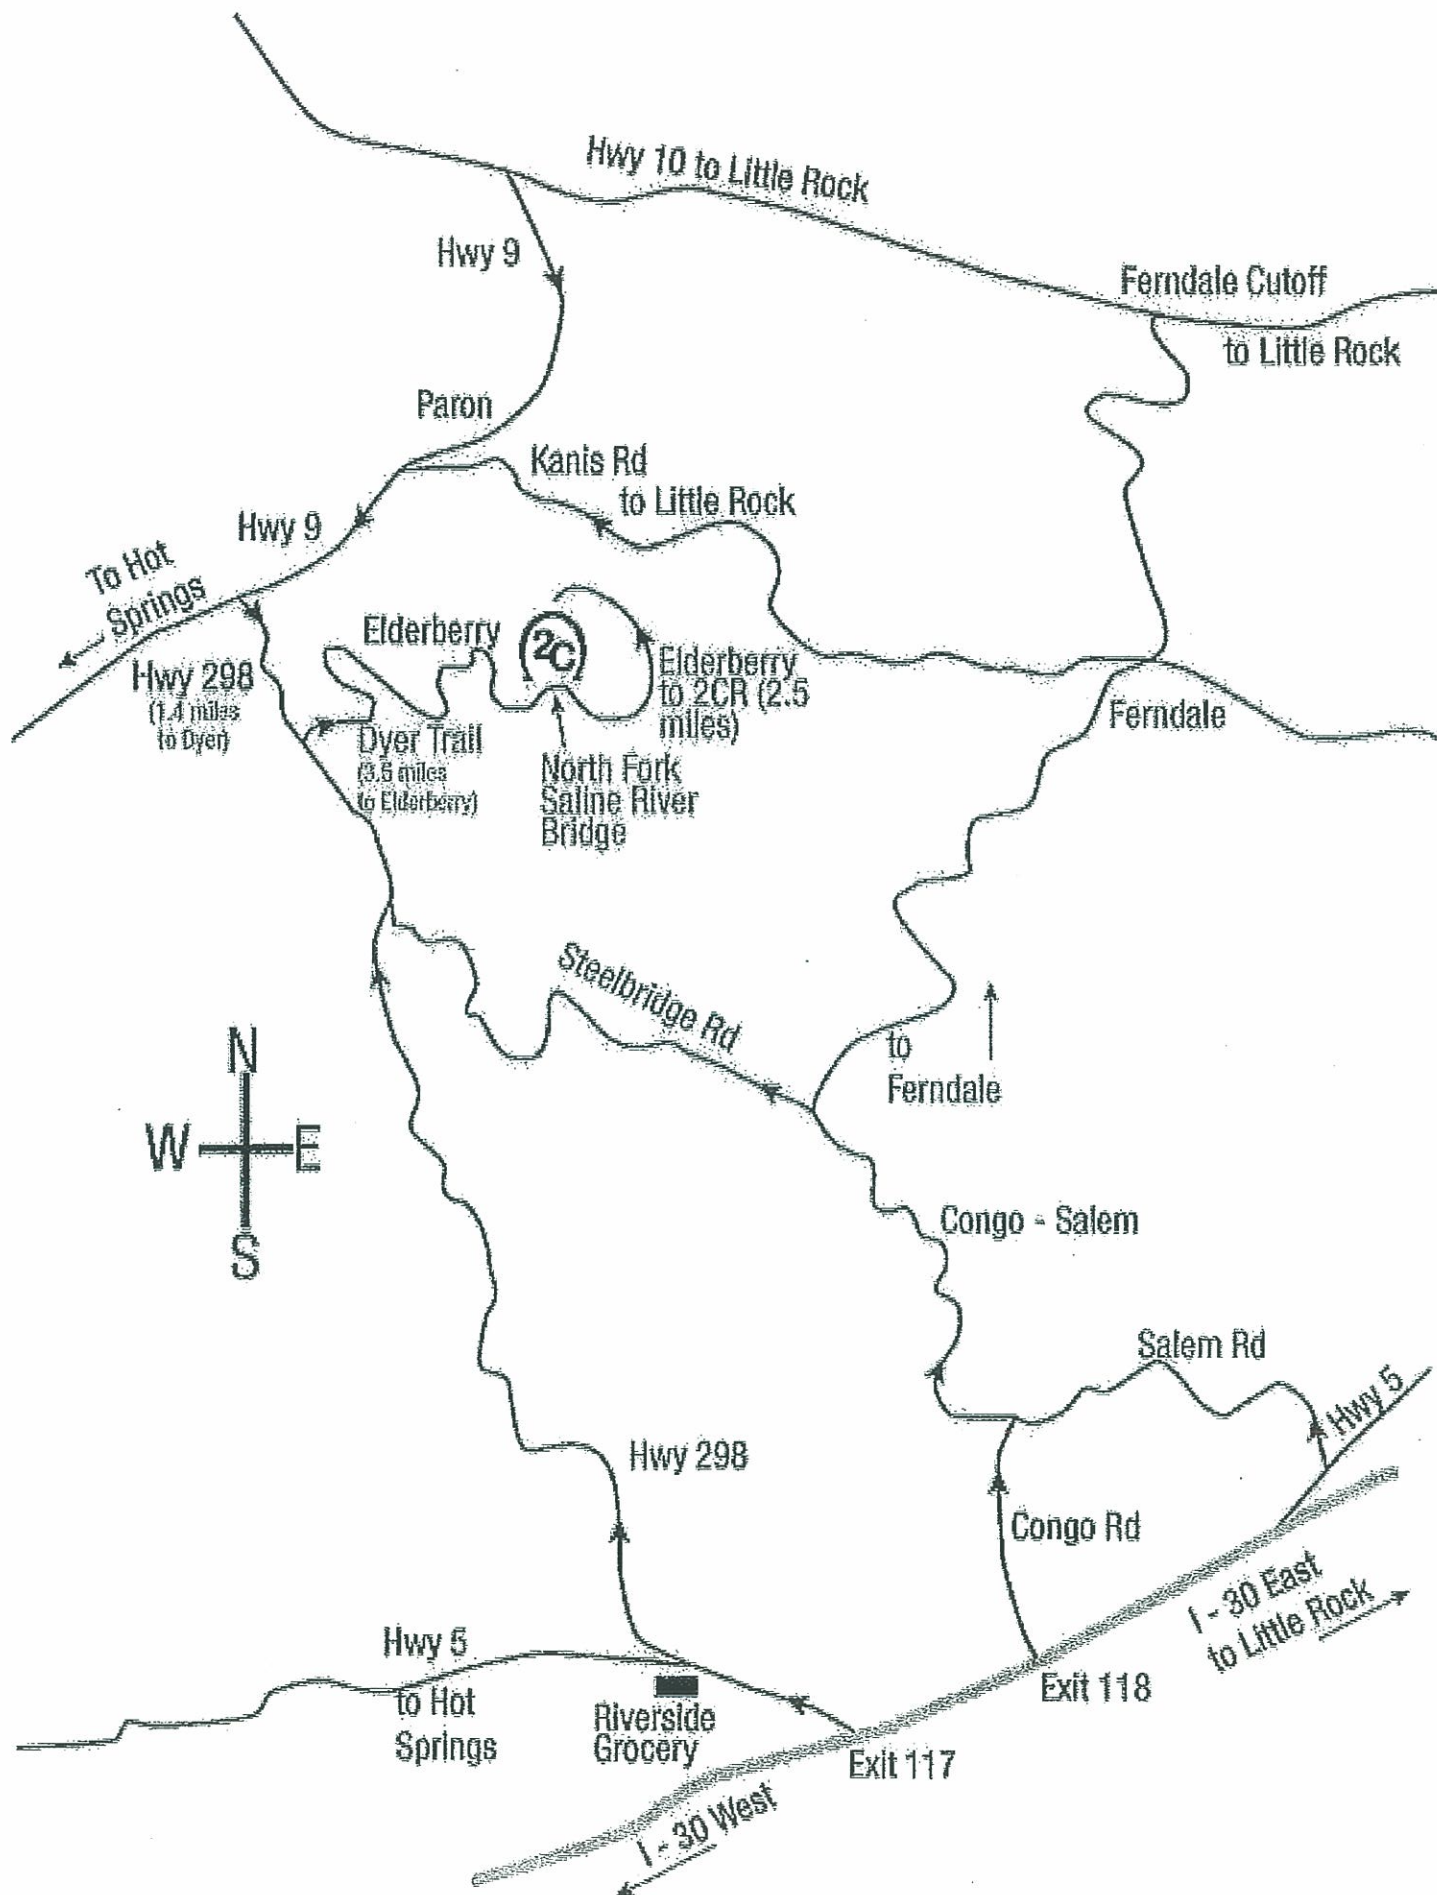 Hwy 10 to Little Rock
Hwy 9
Ferndale Cutoff
to Little Rock
Paron
Kanis Rd
to Little Rock
Hwy 9
To Hot
Springs
Elderberry
2C
Elderberry
to 2CR (2.5
miles)
Hwy 298
(1.4 miles
to Dyer)
Ferndale
Dyer Trail
(3.6 miles
to Elderberry)
North Fork
Saline River
Bridge
Steelbridge Rd
to
Ferndale
N
W E
S
Congo - Salem
Salem Rd
Hwy 5
Hwy 298
Congo Rd
I - 30 East
to Little Rock
Hwy 5
to Hot
Springs
Riverside
Grocery
Exit 118
Exit 117
I - 30 West